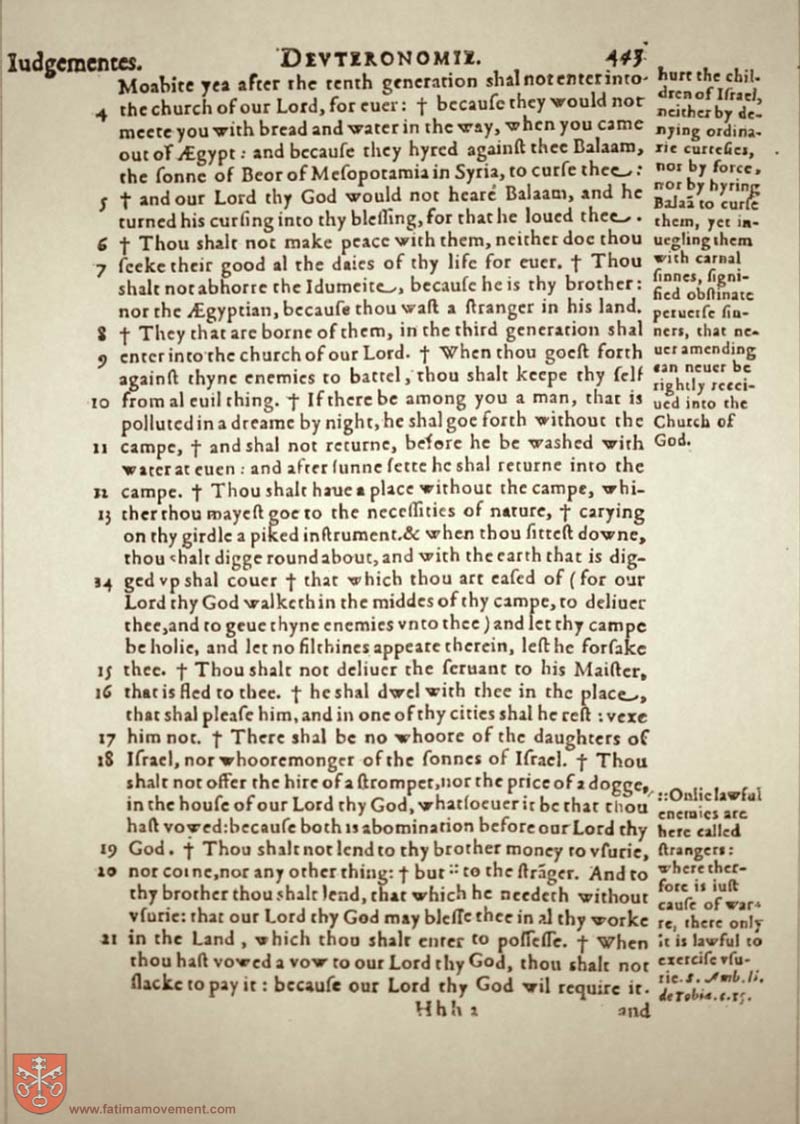 Iudgementes.
DEVTERONOMIE.
443
Moabite yea after the tenth generation shal not enter into
4 the church of our Lord, for euer: † becauſe they would not
meete you with bread and water in the way, when you came
out of Ægypt: and becauſe they hyred againſt thee Balaam,
the ſonne of Beor of Meſopotamia in Syria, to curſe thee:
5 † and our Lord thy God would not heare Balaam, and he
turned his curſing into thy bleſſing, for that he loued thee.
6 † Thou shalt not make peace with them, neither doe thou
7 ſeeke their good al the daies of thy life for euer. † Thou
shalt not abhorre the Idumeite, becauſe he is thy brother:
nor the Ægyptian, becauſe thou waſt a ſtranger in his land.
8 † They that are borne of them, in the third generation shal
9 enter into the church of our Lord. † When thou goeſt forth
againſt thyne enemies to battel, thou shalt keepe thy ſelf
10 from al euil thing. † If there be among you a man, that is
polluted in a dreame by night, he shal goe forth without the
11 campe, † and shal not returne, before he be washed with
water at euen: and after ſunne ſette he shal returne into the
12 campe. † Thou shalt haue a place without the campe, whi-
13 ther thou mayeſt goe to the neceſſities of nature, † carying
on thy girdle a piked inſtrument. & when thou ſitteſt downe,
thou shalt digge round about, and with the earth that is dig-
14 ged vp shal couer † that which thou art eaſed of (for our
Lord thy God walketh in the middes of thy campe, to deliuer
thee, and to geue thyne enemies vnto thee) and let thy campe
be holie, and let no filthines appeare therein, leſt he forſake
15 thee. † Thou shalt not deliuer the ſeruant to his Maiſter,
16 that is fled to thee. † he shal dwel with thee in the place,
that shal pleaſe him, and in one of thy cities shal he reſt: vexe
17 him not. † There shal be no whoore of the daughters of
18 Iſrael, nor whooremonger of the ſonnes of Iſrael. † Thou
shalt not offer the hire of a ſtrompet, nor the price of a dogge,
in the houſe of our Lord thy God, whatſoeuer it be that thou
haſt vowed: becauſe both is abomination before our Lord thy
19 God. † Thou shalt not lend to thy brother money to vſurie,
20 nor corne, nor any other thing: † but :: to the ſtrãger. And to
thy brother thou shalt lend, that which he needeth without
vſurie: that our Lord thy God may bleſſe thee in al thy worke
21 in the Land, which thou shalt enter to poſſeſſe. † When
thou haſt vowed a vow to our Lord thy God, thou shalt not
ſlacke to pay it: becauſe our Lord thy God wil require it.
Hhh 2
and
hurt the chil-
dren of Iſrael,
neither by de-
nying ordina-
rie curteſies,
nor by force,
nor by hyring
Balaã to curſe
them, yet in-
uegling them
with carnal
ſinnes, ſigni-
fied obſtinate
peruerſe ſin-
ners, that ne-
uer amending
can neuer be
rightly recei-
ued into the
Church of
God.
:: Onlie lawful
enemies are
here called
ſtrangers:
where ther-
fore is iuſt
cauſe of war-
re, there only
it is lawful to
exerciſe vſu-
rie. S. Amb. li.
de Tobia. c. 15.
www.fatimamovement.com